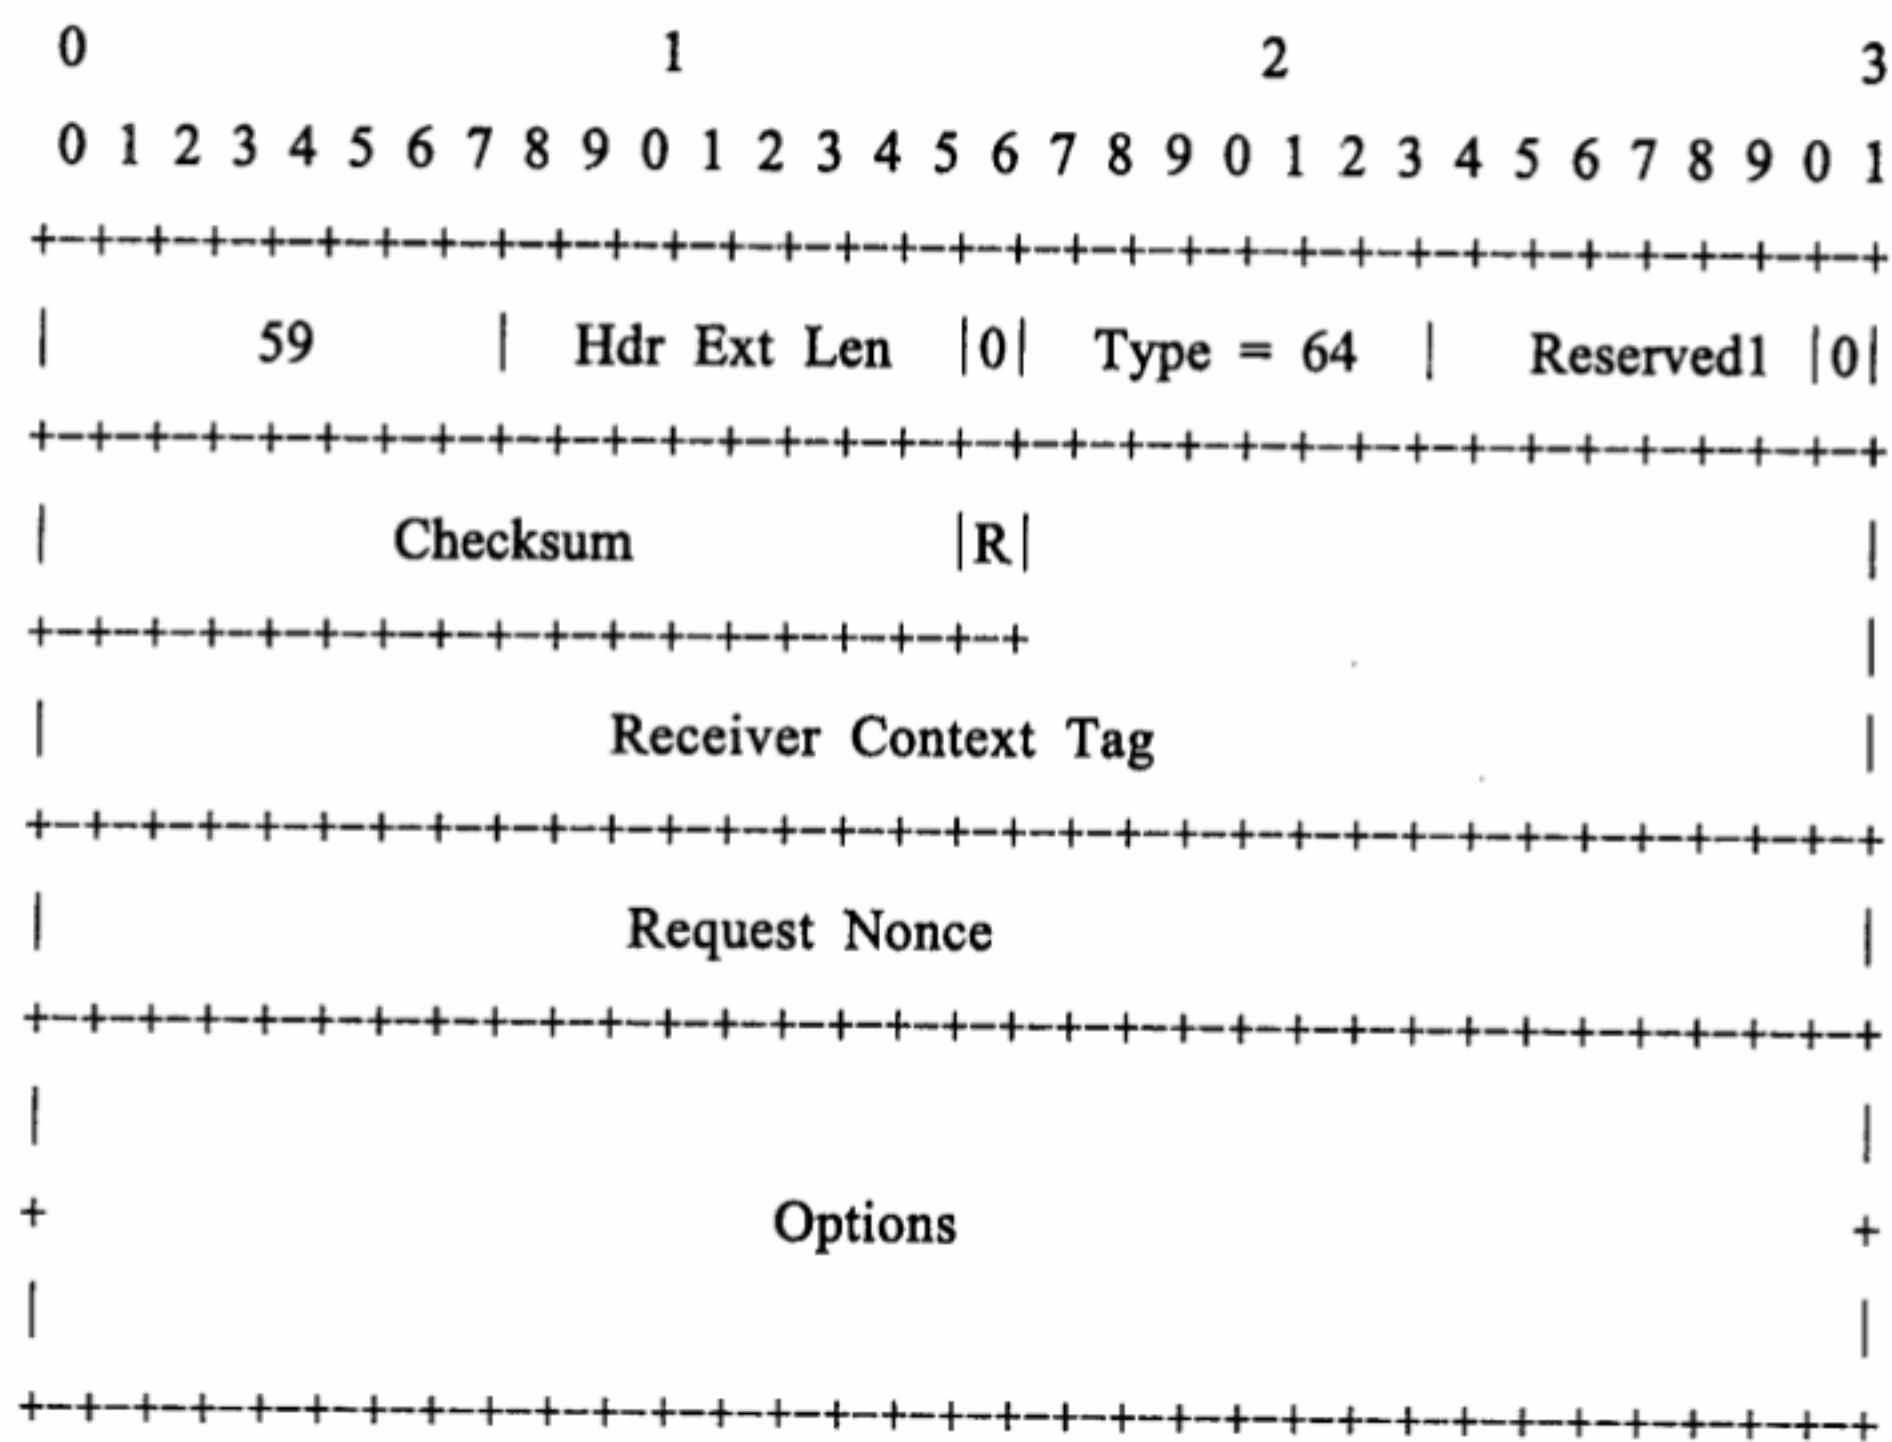 0 1 2 3
0 1 2 3 4 5 6 7 8 9 0 1 2 3 4 5 6 7 8 9 0 1 2 3 4 5 6 7 8 9 0 1
+-+-+-+-+-+-+-+-+-+-+-+-+-+-+-+-+-+-+-+-+-+-+-+-+-+-+-+-+-+-+-+-+
| 59 | Hdr Ext Len |0| Type = 64 | Reserved1 |0|
+-+-+-+-+-+-+-+-+-+-+-+-+-+-+-+-+-+-+-+-+-+-+-+-+-+-+-+-+-+-+-+-+
| Checksum |R| |
+-+-+-+-+-+-+-+-+-+-+-+-+-+-+-+-+-+ |
| Receiver Context Tag |
+-+-+-+-+-+-+-+-+-+-+-+-+-+-+-+-+-+-+-+-+-+-+-+-+-+-+-+-+-+-+-+-+
| Request Nonce |
+-+-+-+-+-+-+-+-+-+-+-+-+-+-+-+-+-+-+-+-+-+-+-+-+-+-+-+-+-+-+-+-+
| |
+ Options +
| |
+-+-+-+-+-+-+-+-+-+-+-+-+-+-+-+-+-+-+-+-+-+-+-+-+-+-+-+-+-+-+-+-+